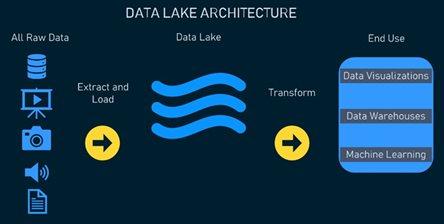 DATA LAKE ARCHITECTURE
All Raw Data
Data Lake
End Use
Extract and
Load
Transform
Data Visualizations
Data Warehouses
Machine Learning